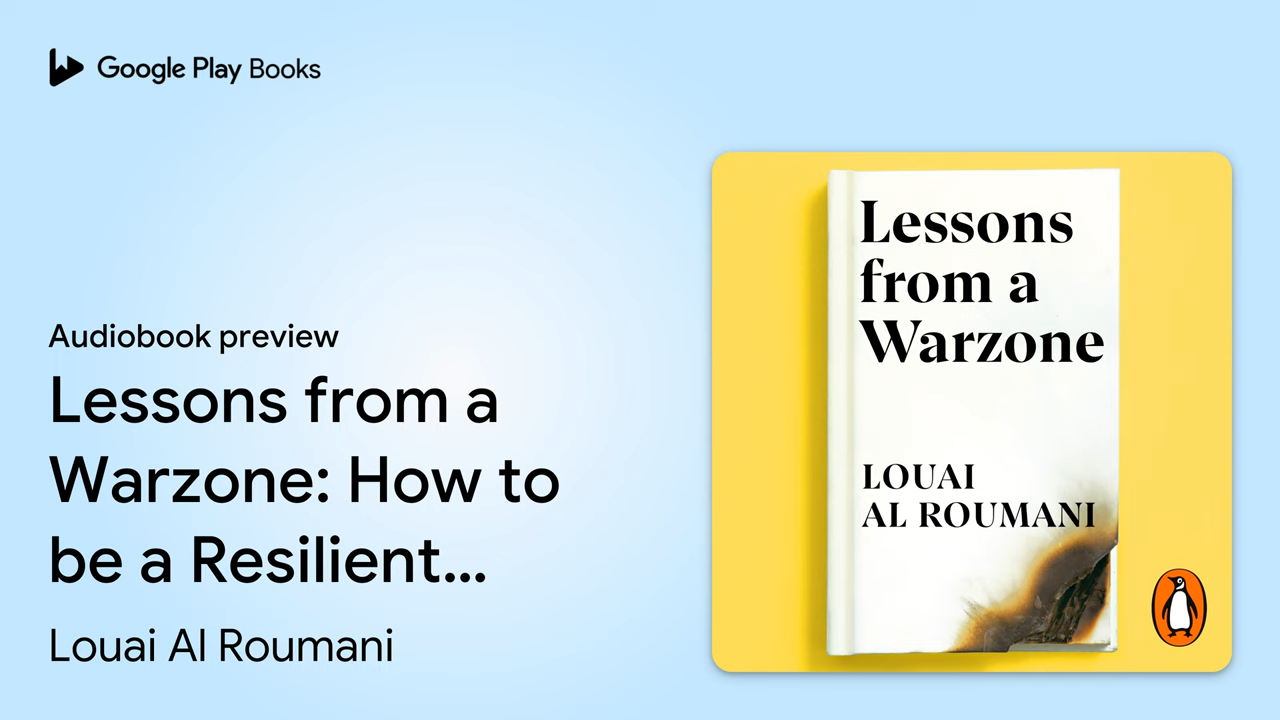 Google Play Books
Audiobook preview
Lessons from a
Warzone: How to
be a Resilient...
Louai Al Roumani
Lessons
from a
Warzone
LOUAI
AL ROUMANI